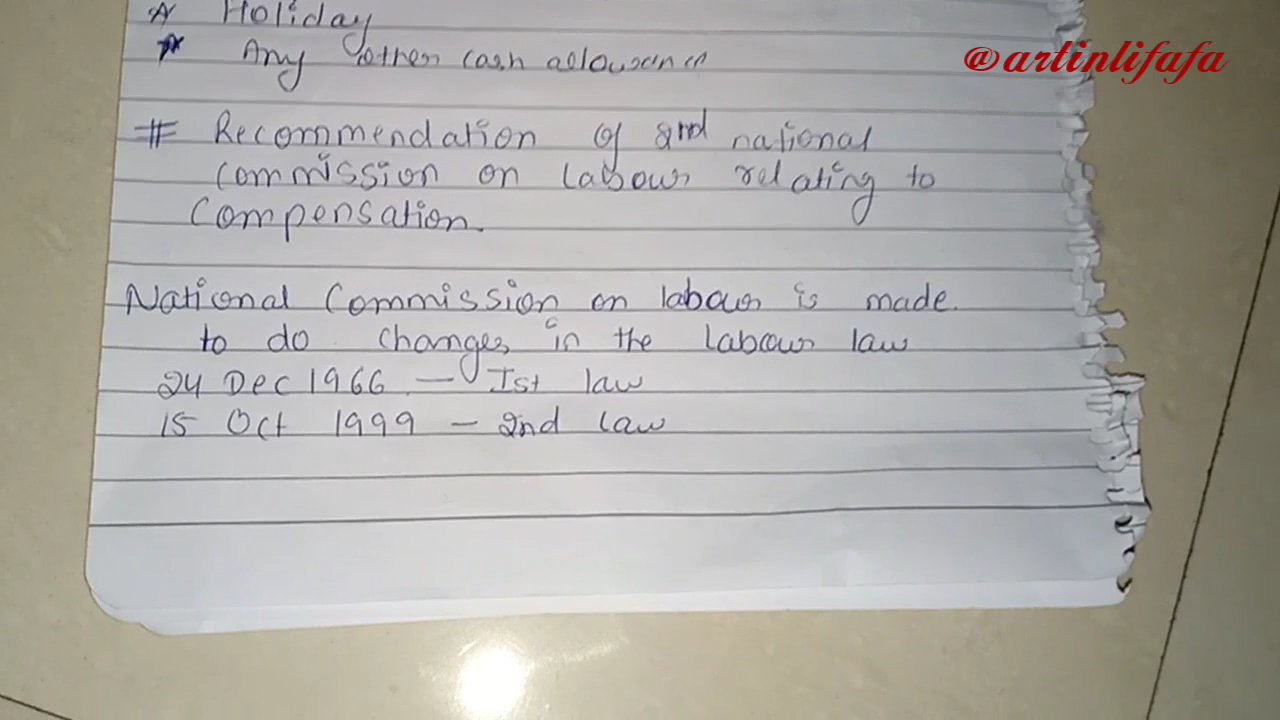 * Holiday
* Any other cash allowance
@artinlifafa
# Recommendation of 2nd national
commission on labour relating to
compensation.
National Commission on labour is made.
to do changes in the labour law
24 Dec 1966 — Ist law
15 Oct 1999 — 2nd law